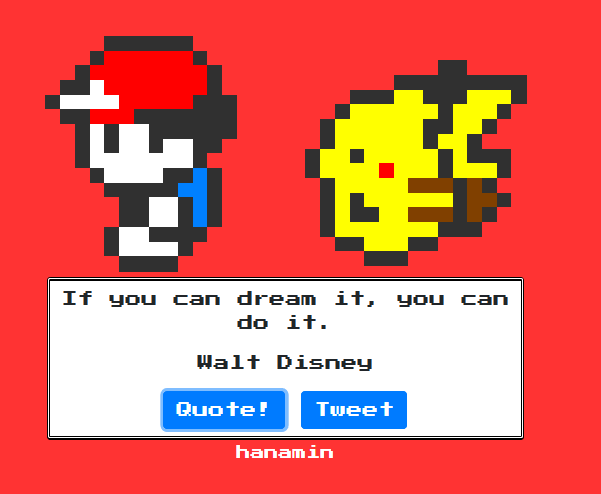 If you can dream it, you can
do it.
Walt Disney
Quote! Tweet
hanamin